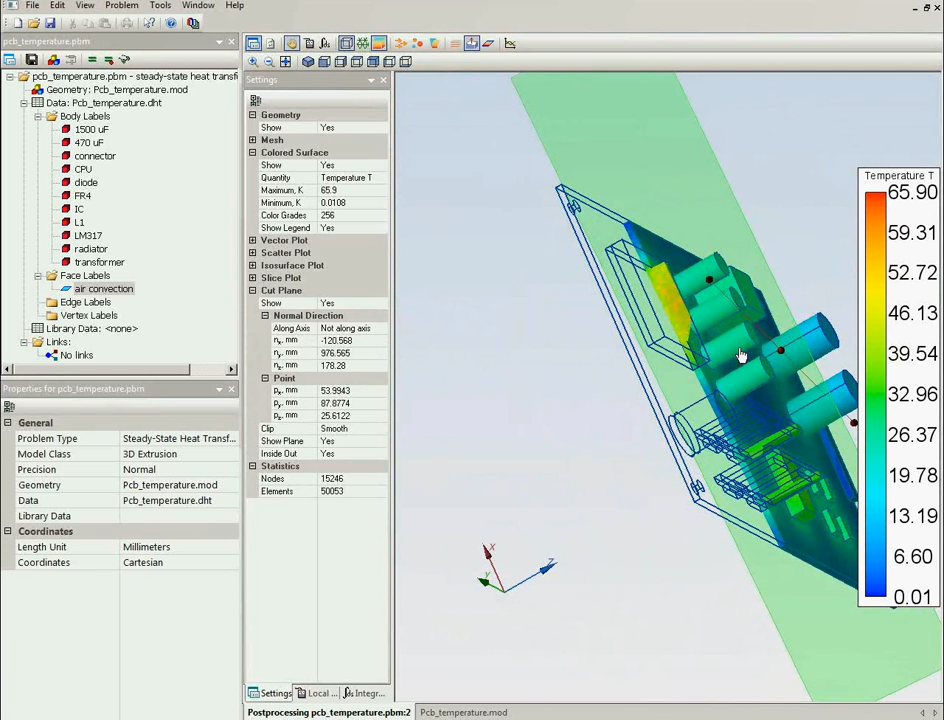 File Edit View Problem Tools Window Help
pcb_temperature.pbm
pcb_temperature.pbm - steady-state heat transf
Geometry: Pcb_temperature.mod
Data: Pcb_temperature.dht
Body Labels
1500 uF
470 uF
connector
CPU
diode
FR4
IC
L1
LM317
radiator
transformer
Face Labels
air convection
Edge Labels
Vertex Labels
Library Data: <none>
Links:
No links
Properties for pcb_temperature.pbm
General
Problem Type Steady-State Heat Transf...
Model Class 3D Extrusion
Precision Normal
Geometry Pcb_temperature.mod
Data Pcb_temperature.dht
Library Data
Coordinates
Length Unit Millimeters
Coordinates Cartesian
Settings
Geometry
Show Yes
Mesh
Colored Surface
Show Yes
Quantity Temperature T
Maximum, K 65.9
Minimum, K 0.0108
Color Grades 256
Show Legend Yes
Vector Plot
Scatter Plot
Isosurface Plot
Slice Plot
Cut Plane
Show Yes
Normal Direction
Along Axis Not along axis
nx, mm -120.568
ny, mm 976.565
nz, mm 178.28
Point
px, mm 53.9943
py, mm 87.8774
pz, mm 25.6122
Clip Smooth
Show Plane Yes
Inside Out Yes
Statistics
Nodes 15246
Elements 50053
Settings Local ... Integr...
Postprocessing pcb_temperature.pbm:2 Pcb_temperature.mod
X
Y
Z
Temperature T
65.90
59.31
52.72
46.13
39.54
32.96
26.37
19.78
13.19
6.60
0.01